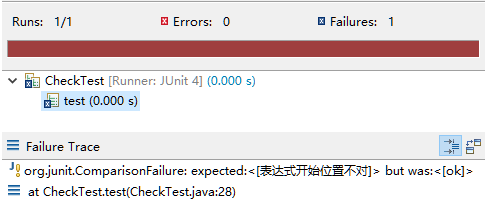 Runs: 1/1 Errors: 0 Failures: 1
CheckTest [Runner: JUnit 4] (0.000 s)
test (0.000 s)
Failure Trace
org.junit.ComparisonFailure: expected:<[表达式开始位置不对]> but was:<[ok]>
at CheckTest.test(CheckTest.java:28)